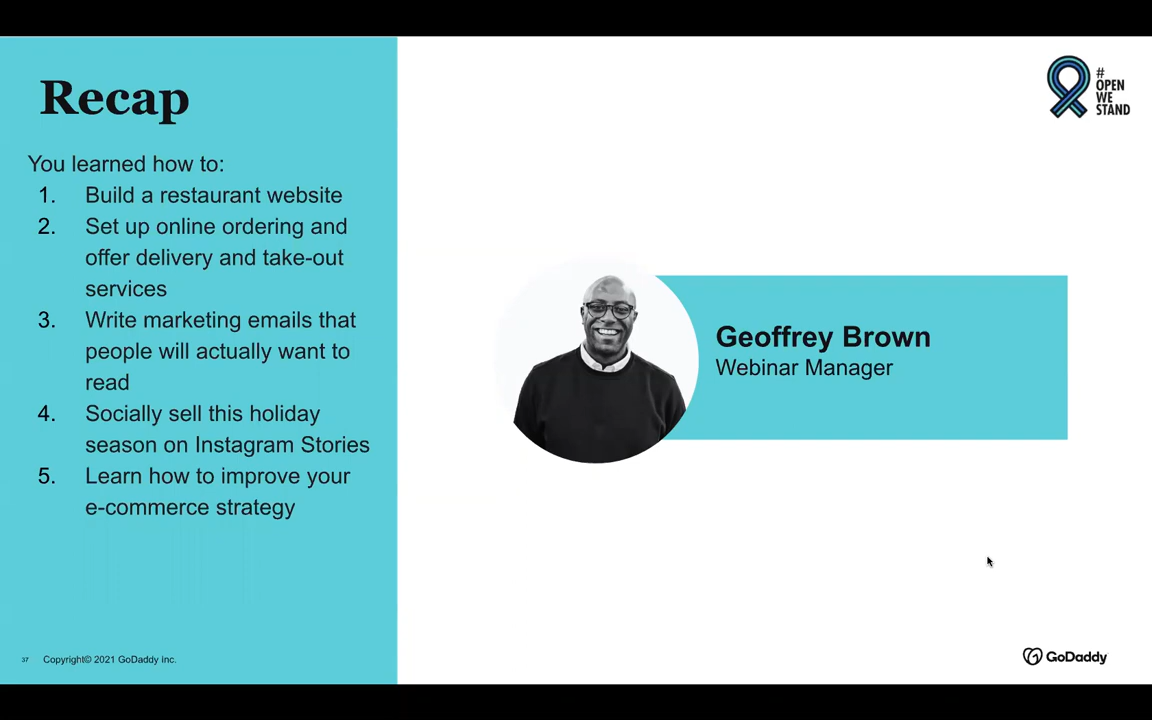 Recap
You learned how to:
1. Build a restaurant website
2. Set up online ordering and
offer delivery and take-out
services
3. Write marketing emails that
people will actually want to
read
4. Socially sell this holiday
season on Instagram Stories
5. Learn how to improve your
e-commerce strategy
37 Copyright© 2021 GoDaddy Inc.
#
OPEN
WE
STAND
Geoffrey Brown
Webinar Manager
GoDaddy